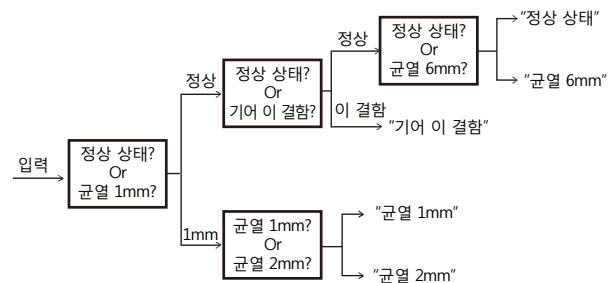 입력
정상 상태?
Or
균열 1mm?
정상
1mm
정상 상태?
Or
기어 이 결함?
정상
이 결함
정상 상태?
Or
균열 6mm?
"정상 상태"
"균열 6mm"
"기어 이 결함"
균열 1mm?
Or
균열 2mm?
"균열 1mm"
"균열 2mm"